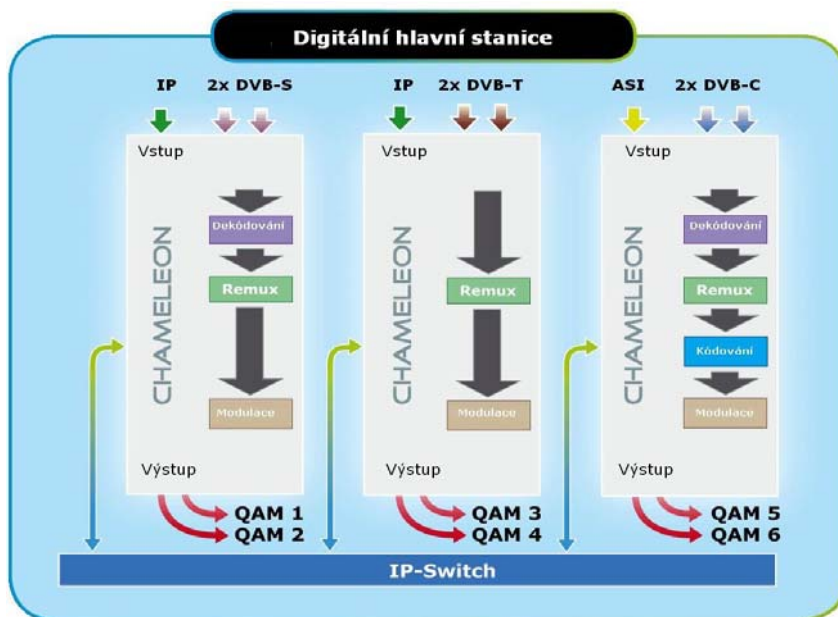 Digitální hlavní stanice
IP 2x DVB-S
Vstup
CHAMELEON
Dekódování
Remux
Modulace
Výstup
QAM 1
QAM 2
IP 2x DVB-T
Vstup
CHAMELEON
Remux
Modulace
Výstup
QAM 3
QAM 4
ASI 2x DVB-C
Vstup
CHAMELEON
Dekódování
Remux
Kódování
Modulace
Výstup
QAM 5
QAM 6
IP-Switch